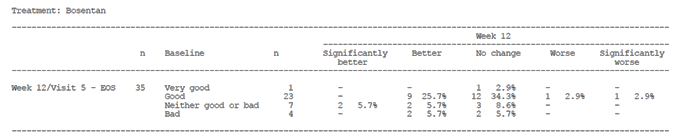 Treatment: Bosentan
Week 12
n Baseline n Significantly Better No change Worse Significantly
better worse
Week 12/Visit 5 - EOS 35 Very good 1 - - 1 2.9% - -
Good 23 - 9 25.7% 12 34.3% 1 2.9% 1 2.9%
Neither good or bad 7 2 5.7% 2 5.7% 3 8.6% - -
Bad 4 - 2 5.7% 2 5.7% - -